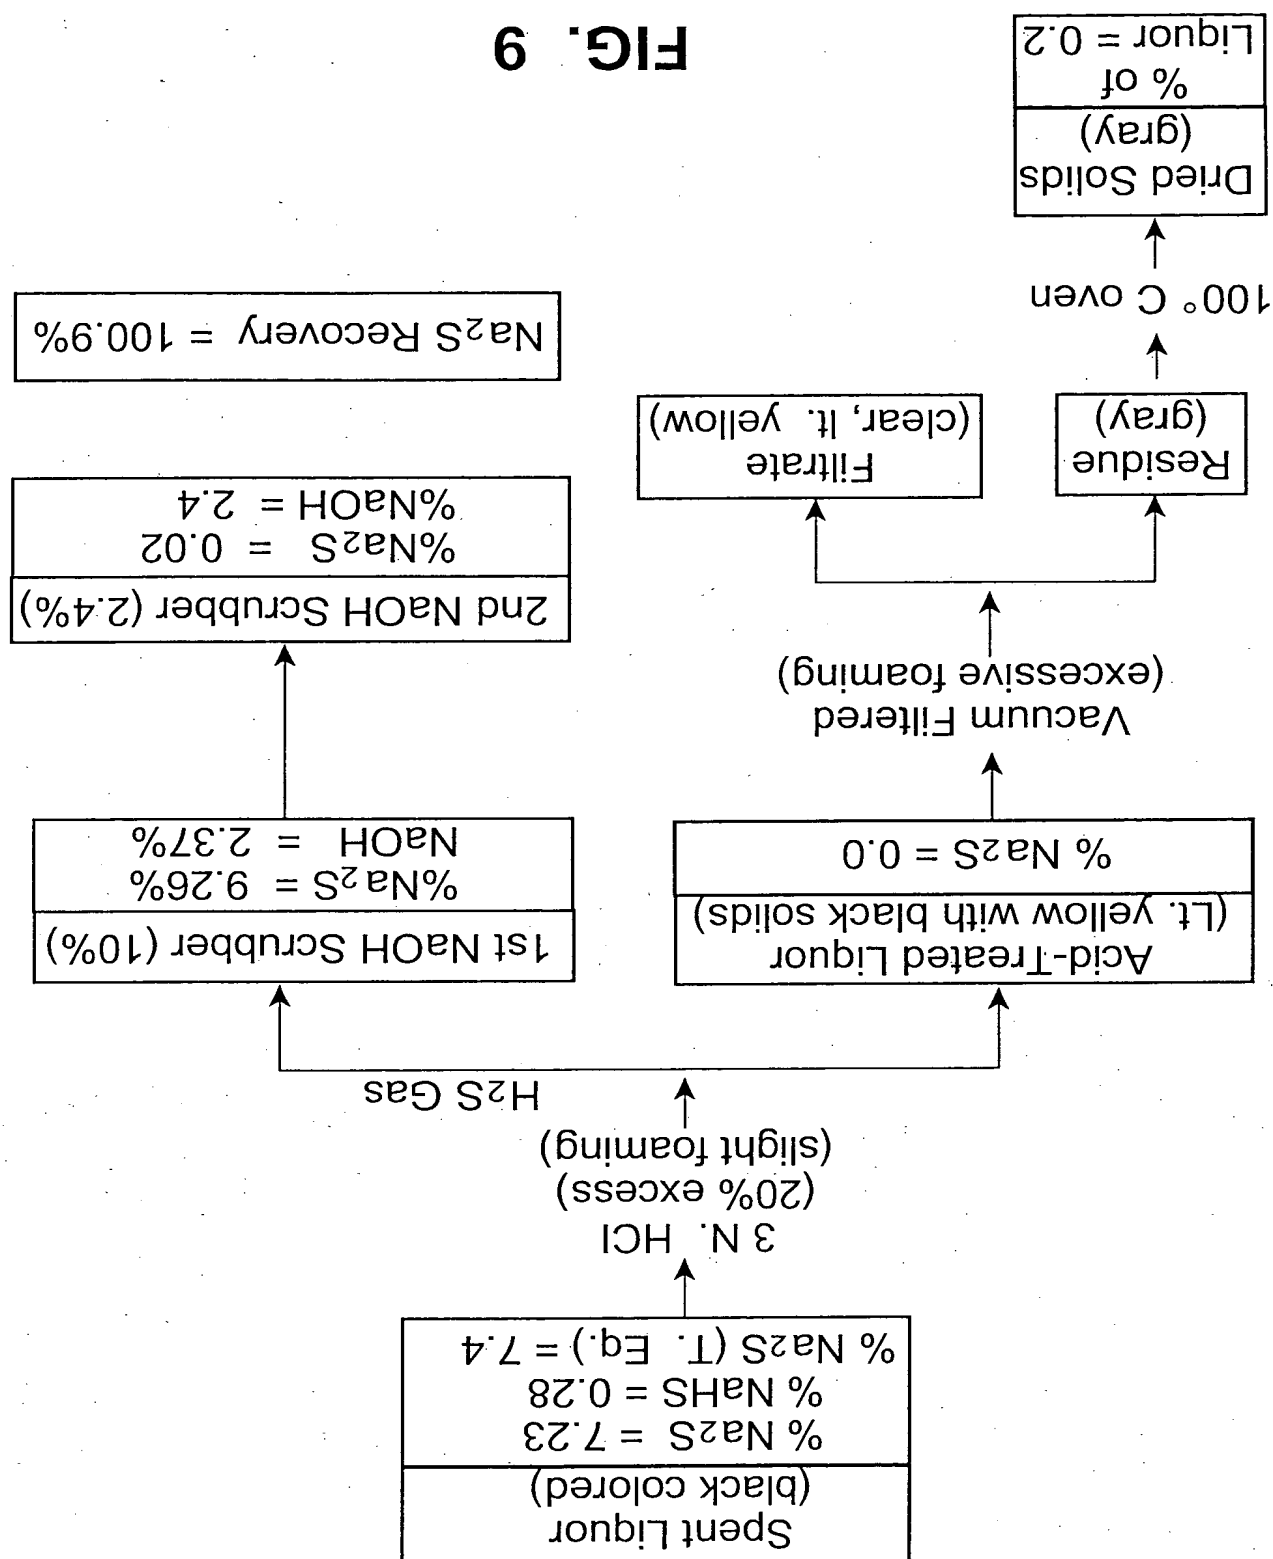 Spent Liquor
(black colored)
% Na2S = 7.23
% NaHS = 0.28
% Na2S (T. Eq.) = 7.4
3 N. HCl
(20% excess)
(slight foaming)
H2S Gas
Acid-Treated Liquor
(Lt. yellow with black solids)
% Na2S = 0.0
1st NaOH Scrubber (10%)
%Na2S = 9.26%
NaOH = 2.37%
Vacuum Filtered
(excessive foaming)
2nd NaOH Scrubber (2.4%)
%Na2S = 0.02
%NaOH = 2.4
Residue
(gray)
Filtrate
(clear, lt. yellow)
Na2S Recovery = 100.9%
100°C oven
Dried Solids
(gray)
% of
Liquor = 0.2
FIG. 9